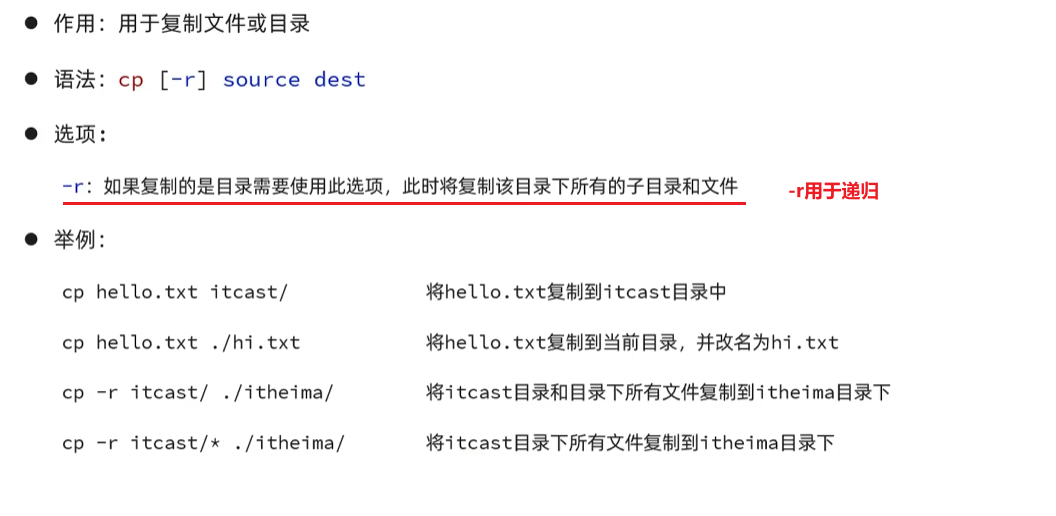 ● 作用：用于复制文件或目录
● 语法：cp [-r] source dest
● 选项：
-r：如果复制的是目录需要使用此选项，此时将复制该目录下所有的子目录和文件
-r用于递归
● 举例：
cp hello.txt itcast/ 将hello.txt复制到itcast目录中
cp hello.txt ./hi.txt 将hello.txt复制到当前目录，并改名为hi.txt
cp -r itcast/ ./itheima/ 将itcast目录和目录下所有文件复制到itheima目录下
cp -r itcast/* ./itheima/ 将itcast目录下所有文件复制到itheima目录下